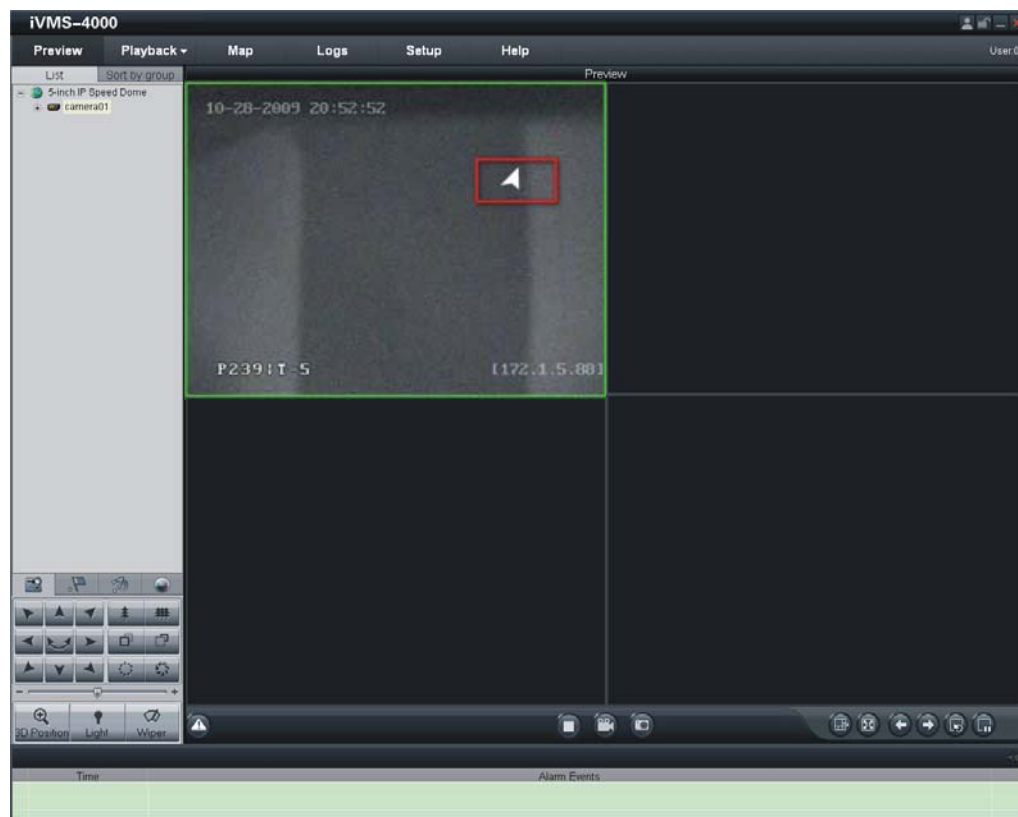 iVMS-4000
Preview Playback Map Logs Setup Help
List Sort by group
Preview
5-inch IP Speed Dome
camera01
10-28-2009 20:52:52
P239|T-5
[172.1.5.80]
3D Position Light Wiper
Time Alarm Events